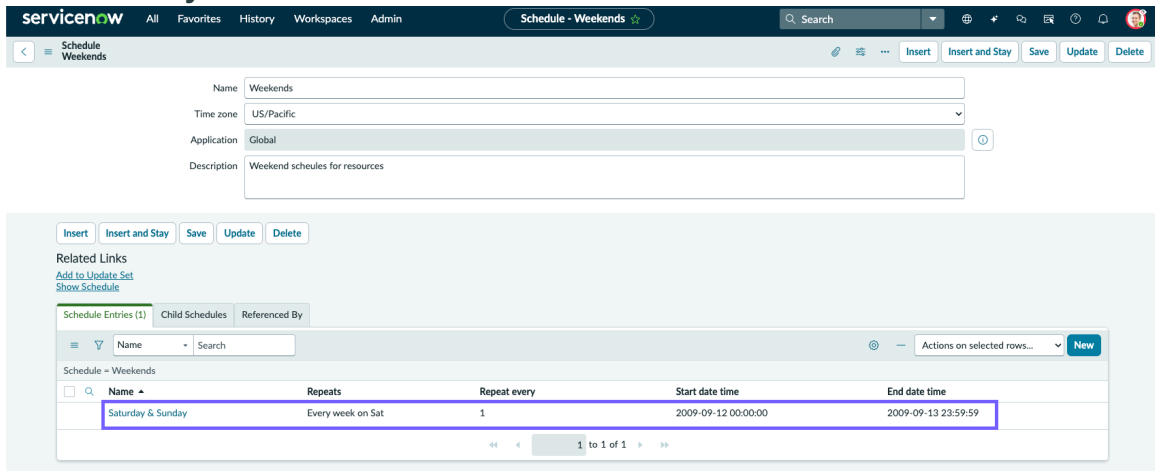 servicenow All Favorites History Workspaces Admin Schedule - Weekends Search
Schedule
Weekends
Insert Insert and Stay Save Update Delete
Name Weekends
Time zone US/Pacific
Application Global
Description Weekend scheules for resources
Insert Insert and Stay Save Update Delete
Related Links
Add to Update Set
Show Schedule
Schedule Entries (1) Child Schedules Referenced By
Name Search Actions on selected rows... New
Schedule = Weekends
Name Repeats Repeat every Start date time End date time
Saturday & Sunday Every week on Sat 1 2009-09-12 00:00:00 2009-09-13 23:59:59
1 to 1 of 1